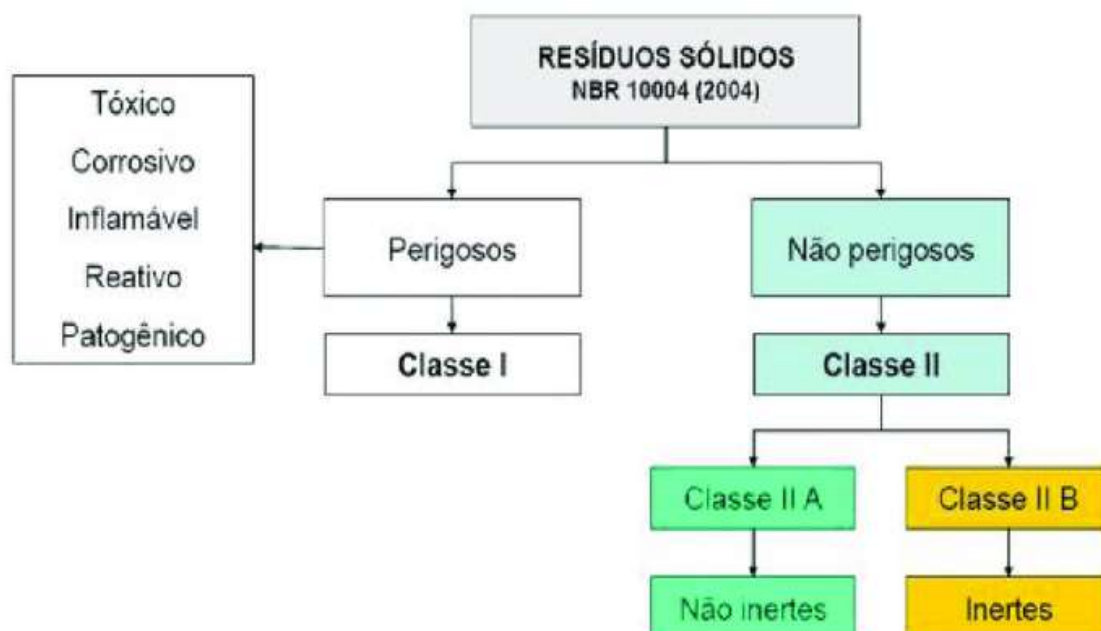 RESÍDUOS SÓLIDOS
NBR 10004 (2004)
Tóxico
Corrosivo
Inflamável
Reativo
Patogênico
Perigosos
Não perigosos
Classe I
Classe II
Classe II A
Classe II B
Não inertes
Inertes